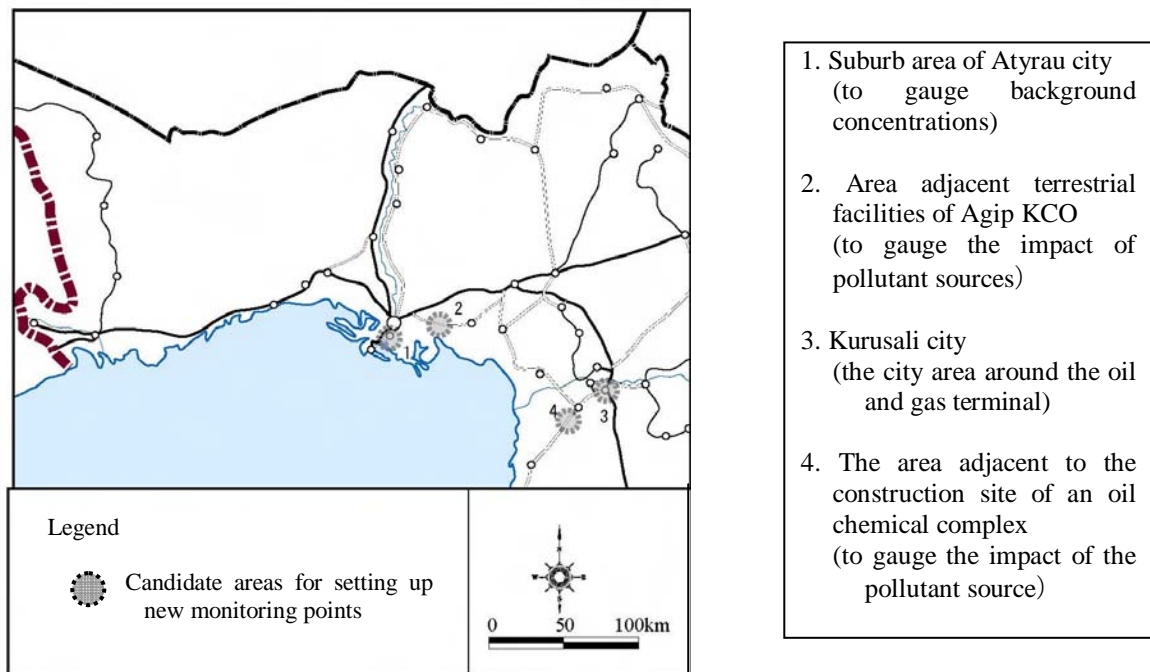 1
2
3
4
Legend
Candidate areas for setting up
new monitoring points
N
W
E
S
0 50 100km
1. Suburb area of Atyrau city
(to gauge background
concentrations)
2. Area adjacent terrestrial
facilities of Agip KCO
(to gauge the impact of
pollutant sources)
3. Kurusali city
(the city area around the oil
and gas terminal)
4. The area adjacent to the
construction site of an oil
chemical complex
(to gauge the impact of the
pollutant source)